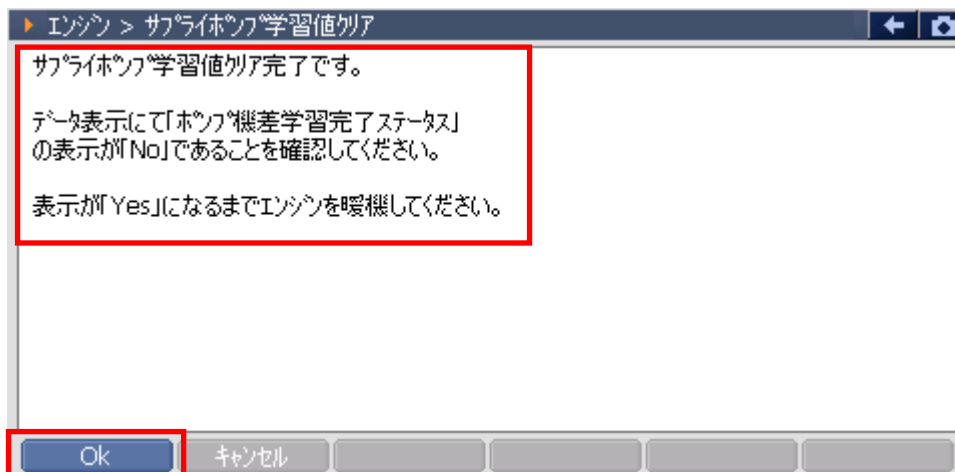 エンジン > サプライポンプ学習値クリア
サプライポンプ学習値クリア完了です。
データ表示にて「ポンプ機差学習完了ステータス」
の表示が「No」であることを確認してください。
表示が「Yes」になるまでエンジンを暖機してください。
Ok
キャンセル